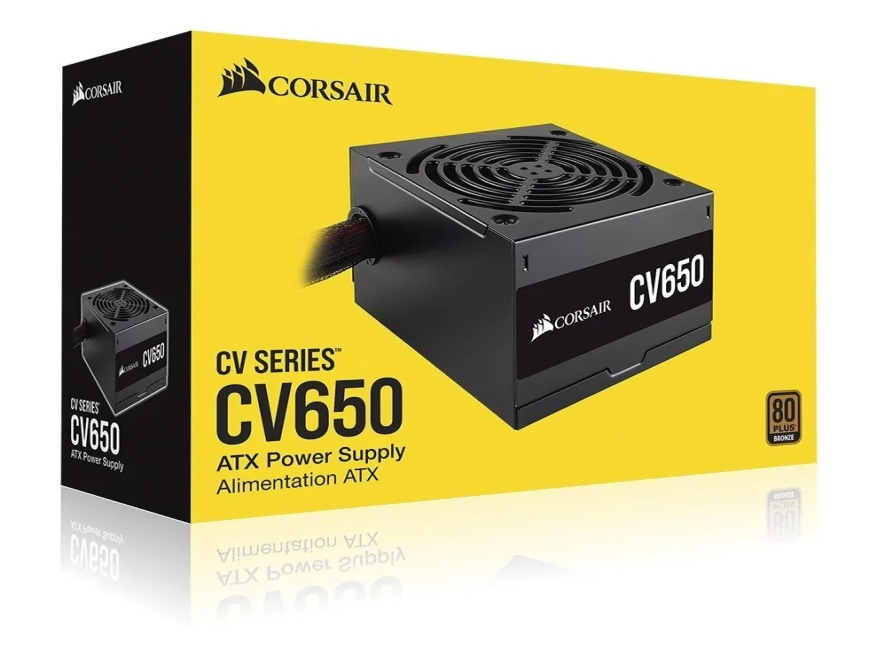 CORSAIR
CV SERIES
CV650
ATX Power Supply
CORSAIR
CV650
CORSAIR
CORSAIR CV650
CV SERIES™
CV650
ATX Power Supply
Alimentation ATX
80
PLUS®
BRONZE